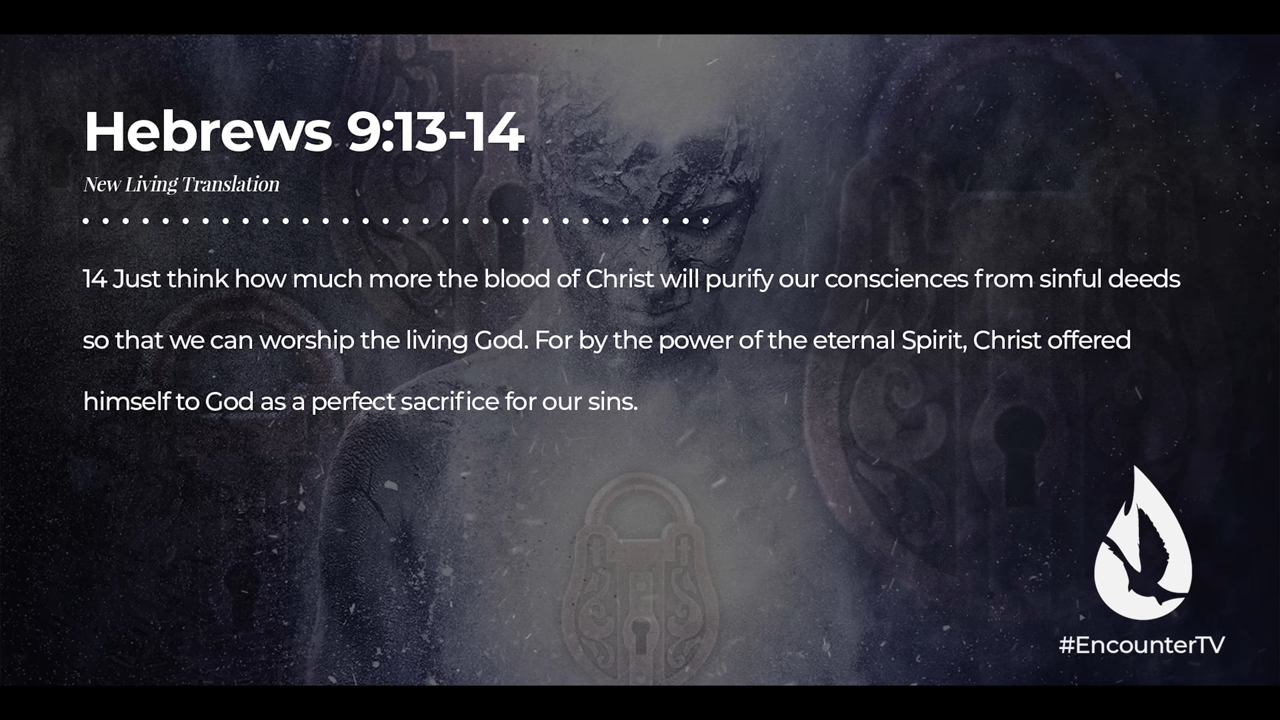 Hebrews 9:13-14
New Living Translation
14 Just think how much more the blood of Christ will purify our consciences from sinful deeds
so that we can worship the living God. For by the power of the eternal Spirit, Christ offered
himself to God as a perfect sacrifice for our sins.
#EncounterTV